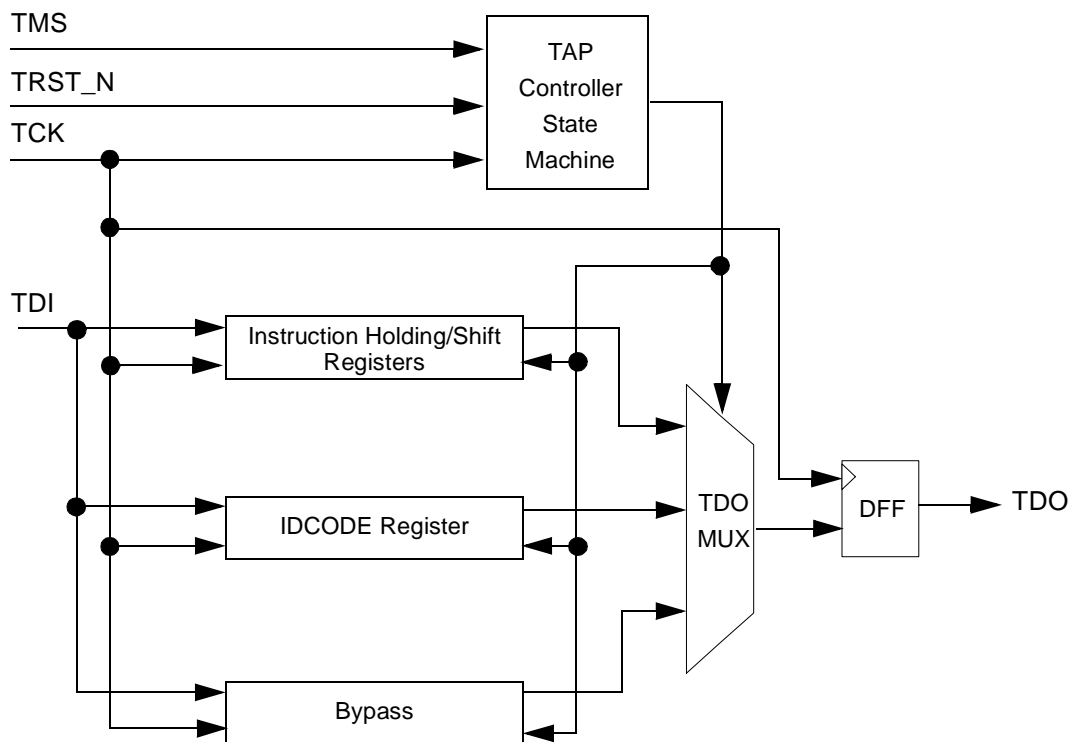 TMS
TRST_N
TCK
TAP
Controller
State
Machine
TDI
Instruction Holding/Shift
Registers
IDCODE Register
Bypass
TDO
MUX
DFF
TDO